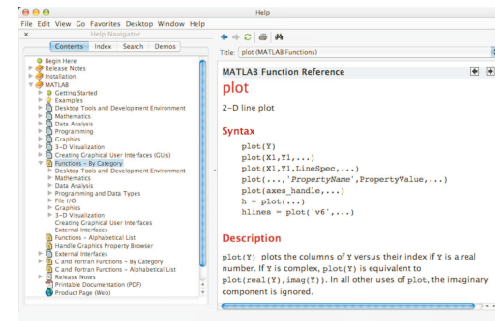 Help
File Edit View Go Favorites Desktop Window Help
Help Navigator
Contents Index Search Demos
Begin Here
Release Notes
Installation
MATLAB
Getting Started
Examples
Desktop Tools and Development Environment
Mathematics
Data Analysis
Programming
Graphics
3-D Visualization
Creating Graphical User Interfaces (GUIs)
Functions - By Category
Desktop Tools and Development Environment
Mathematics
Data Analysis
Programming and Data Types
File I/O
Graphics
3-D Visualization
Creating Graphical User Interfaces
External Interfaces
Functions - Alphabetical List
Handle Graphics Property Browser
External Interfaces
C and Fortran Functions - By Category
C and Fortran Functions - Alphabetical List
Release Notes
Printable Documentation (PDF)
Product Page (Web)
Title: plot (MATLAB Functions)
MATLAB Function Reference
plot
2-D line plot
Syntax
plot(Y)
plot(X1,Y1,...)
plot(X1,Y1,LineSpec,...)
plot(...,'PropertyName',PropertyValue,...)
plot(axes_handle,...)
h = plot(...)
hlines = plot('v6',...)
Description
plot(Y) plots the columns of Y versus their index if Y is a real
number. If Y is complex, plot(Y) is equivalent to
plot(real(Y),imag(Y)). In all other uses of plot, the imaginary
component is ignored.